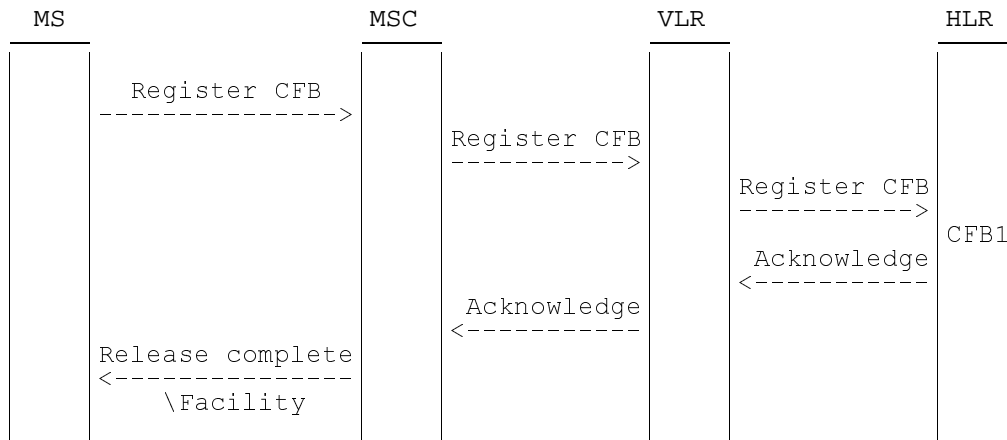 MS MSC VLR HLR
Register CFB
--------------->
Register CFB
----------->
Register CFB
----------->
CFB1
Acknowledge
<-----------
Acknowledge
<-----------
Release complete
<---------------
\Facility